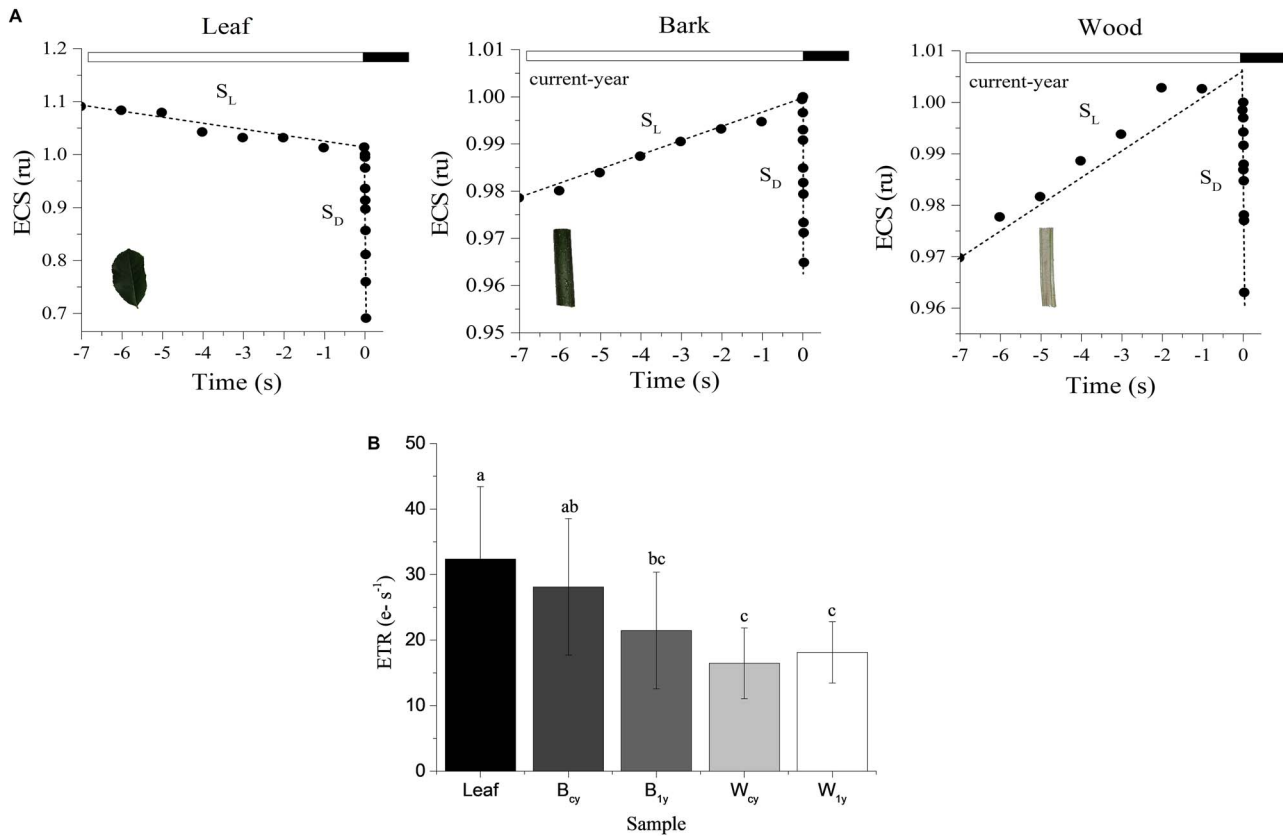 A
Leaf
Bark
Wood
1.2
1.1
1.0
0.9
0.8
0.7
ECS (ru)
S_L
S_D
-7 -6 -5 -4 -3 -2 -1 0
Time (s)
1.01
1.00
0.99
0.98
0.97
0.96
0.95
ECS (ru)
current-year
S_L
S_D
-7 -6 -5 -4 -3 -2 -1 0
Time (s)
1.01
1.00
0.99
0.98
0.97
0.96
ECS (ru)
current-year
S_L
S_D
-7 -6 -5 -4 -3 -2 -1 0
Time (s)
B
50
40
30
20
10
0
ETR (e- s⁻¹)
a
ab
bc
c
c
Leaf B_cy B_1y W_cy W_1y
Sample